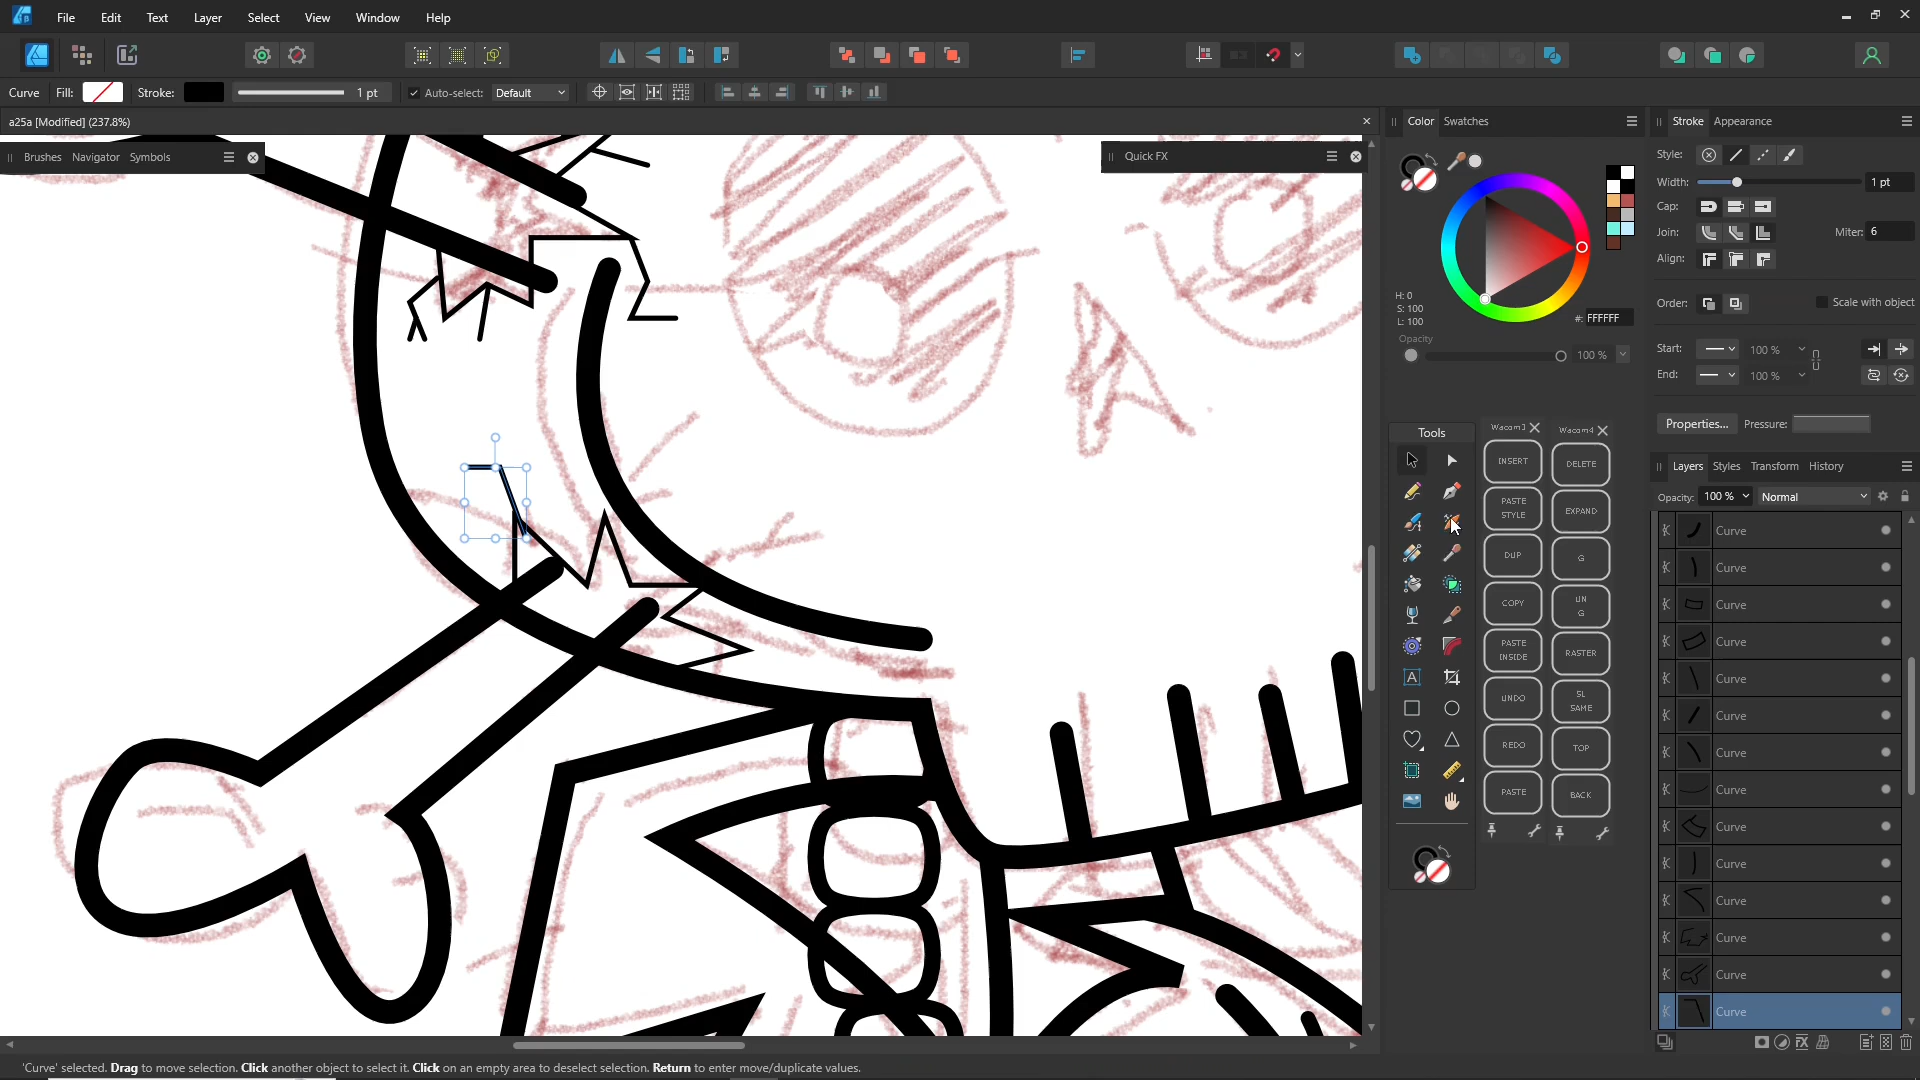 File Edit Text Layer Select View Window Help
Curve Fill: Stroke: 1 pt Auto-select: Default
a25a [Modified] (237.8%)
Brushes Navigator Symbols
Quick FX
Color Swatches
H: 0
S: 100
L: 100
#: FFFFFF
Opacity
100 %
Stroke Appearance
Style:
Width: 1 pt
Cap:
Join: Miter: 6
Align:
Order: Scale with object
Start: 100 %
End: 100 %
Properties... Pressure:
Tools
A
Wacom3
INSERT
PASTE
STYLE
DUP
COPY
PASTE
INSIDE
UNDO
REDO
PASTE
Wacom4
DELETE
EXPAND
G
UN
G
RASTER
SL
SAME
TOP
BACK
Layers Styles Transform History
Opacity: 100 % Normal
Curve
Curve
Curve
Curve
Curve
Curve
Curve
Curve
Curve
Curve
Curve
Curve
Curve
Curve
'Curve' selected. Drag to move selection. Click another object to select it. Click on an empty area to deselect selection. Return to enter move/duplicate values.